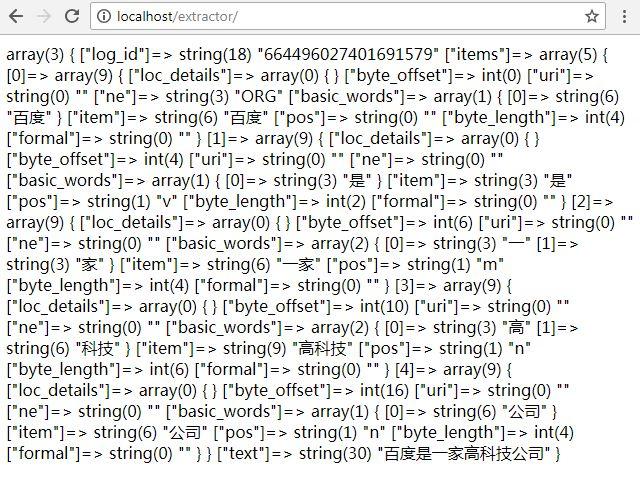 localhost/extractor/
array(3) { ["log_id"]=> string(18) "664496027401691579" ["items"]=> array(5) {
[0]=> array(9) { ["loc_details"]=> array(0) { } ["byte_offset"]=> int(0) ["uri"]=>
string(0) "" ["ne"]=> string(3) "ORG" ["basic_words"]=> array(1) { [0]=> string(6)
"百度" } ["item"]=> string(6) "百度" ["pos"]=> string(0) "" ["byte_length"]=> int(4)
["formal"]=> string(0) "" } [1]=> array(9) { ["loc_details"]=> array(0) { }
["byte_offset"]=> int(4) ["uri"]=> string(0) "" ["ne"]=> string(0) ""
["basic_words"]=> array(1) { [0]=> string(3) "是" } ["item"]=> string(3) "是"
["pos"]=> string(1) "v" ["byte_length"]=> int(2) ["formal"]=> string(0) "" } [2]=>
array(9) { ["loc_details"]=> array(0) { } ["byte_offset"]=> int(6) ["uri"]=> string(0) ""
["ne"]=> string(0) "" ["basic_words"]=> array(2) { [0]=> string(3) "一" [1]=>
string(3) "家" } ["item"]=> string(6) "一家" ["pos"]=> string(1) "m"
["byte_length"]=> int(4) ["formal"]=> string(0) "" } [3]=> array(9) {
["loc_details"]=> array(0) { } ["byte_offset"]=> int(10) ["uri"]=> string(0) ""
["ne"]=> string(0) "" ["basic_words"]=> array(2) { [0]=> string(3) "高" [1]=>
string(6) "科技" } ["item"]=> string(9) "高科技" ["pos"]=> string(1) "n"
["byte_length"]=> int(6) ["formal"]=> string(0) "" } [4]=> array(9) {
["loc_details"]=> array(0) { } ["byte_offset"]=> int(16) ["uri"]=> string(0) ""
["ne"]=> string(0) "" ["basic_words"]=> array(1) { [0]=> string(6) "公司" }
["item"]=> string(6) "公司" ["pos"]=> string(1) "n" ["byte_length"]=> int(4)
["formal"]=> string(0) "" } } ["text"]=> string(30) "百度是一家高科技公司" }